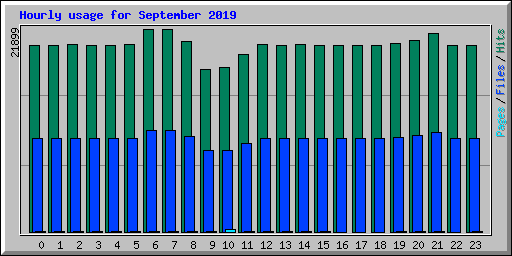 Hourly usage for September 2019
21899
Pages/Files/Hits
0 1 2 3 4 5 6 7 8 9 10 11 12 13 14 15 16 17 18 19 20 21 22 23